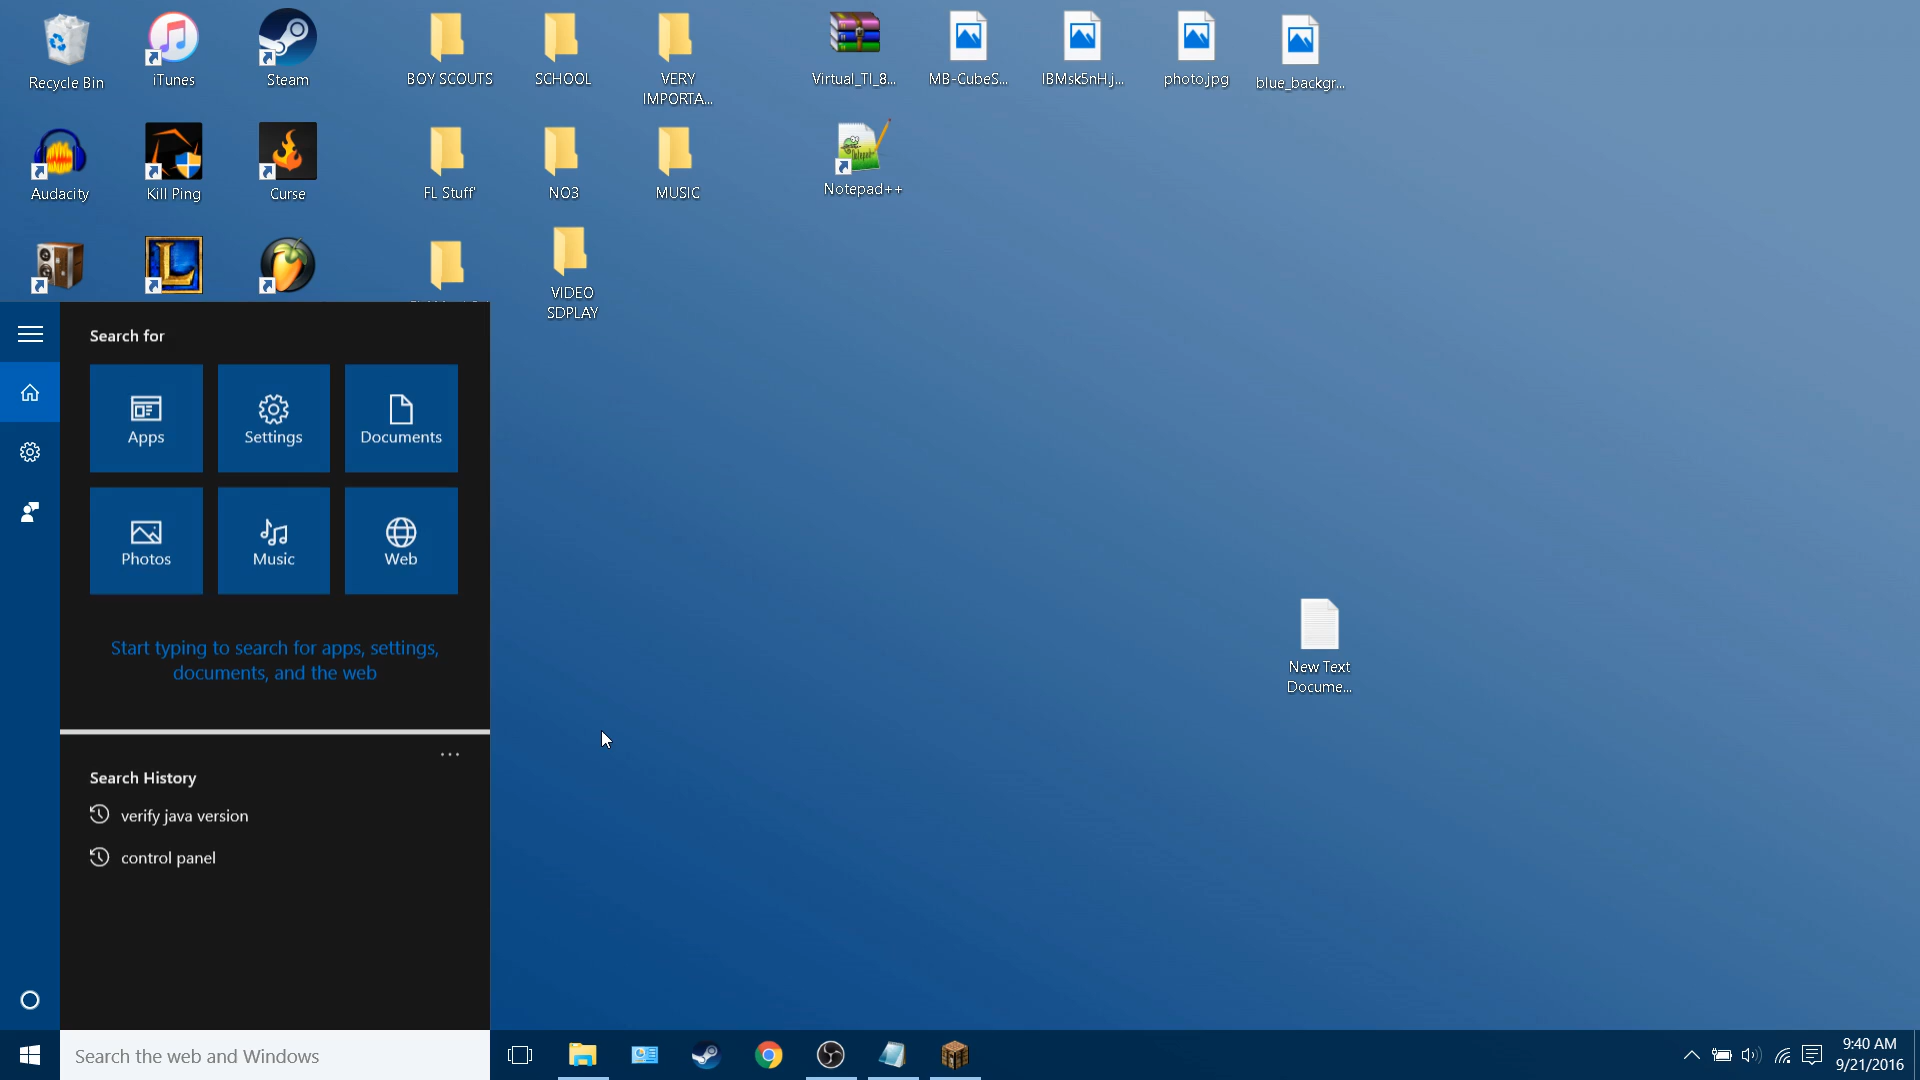 Recycle Bin
iTunes
Steam
BOY SCOUTS
SCHOOL
VERY
IMPORTA...
Virtual_TI_8...
MB-CubeS...
IBMsk5nH.j...
photo.jpg
blue_backgr...
Audacity
Kill Ping
Curse
FL Stuff'
NO3
MUSIC
Notepad++
VIDEO
SDPLAY
Search for
Apps
Settings
Documents
Photos
Music
Web
Start typing to search for apps, settings,
documents, and the web
New Text
Docume...
Search History
verify java version
control panel
Search the web and Windows
9:40 AM
9/21/2016